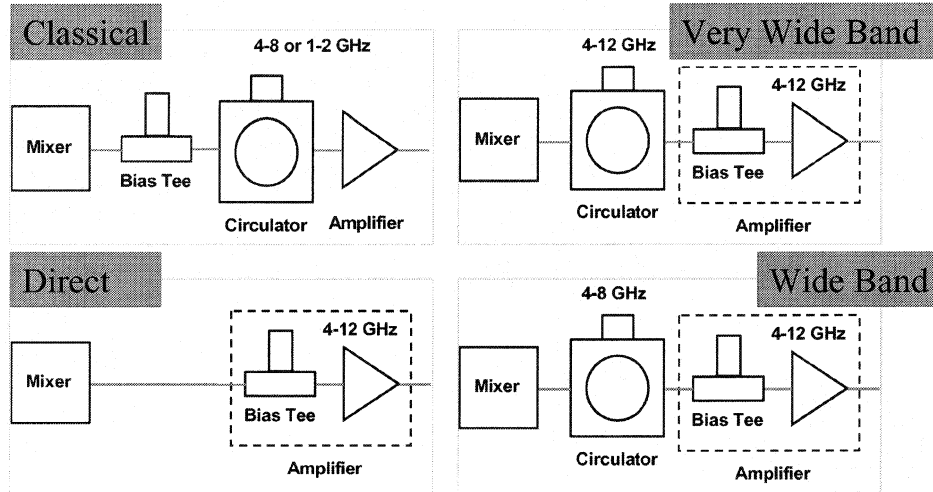 Classical
4-8 or 1-2 GHz
Mixer
Bias Tee
Circulator
Amplifier
Very Wide Band
4-12 GHz
4-12 GHz
Mixer
Bias Tee
Circulator
Amplifier
Direct
4-12 GHz
Mixer
Bias Tee
Amplifier
Wide Band
4-8 GHz
4-12 GHz
Mixer
Bias Tee
Circulator
Amplifier